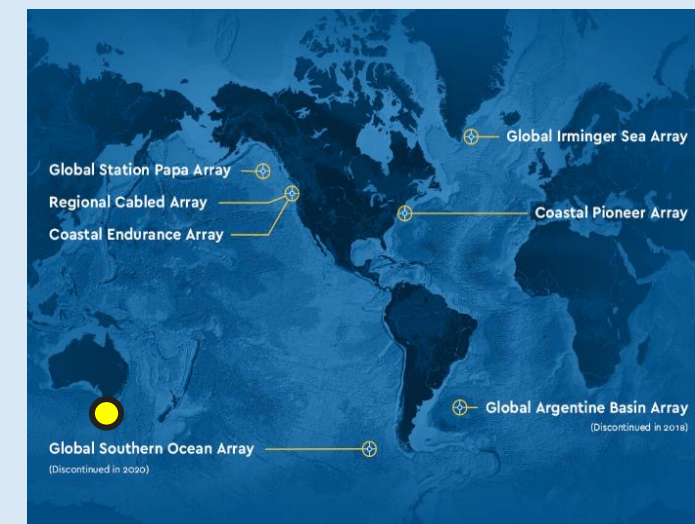 Global Irminger Sea Array
Global Station Papa Array
Regional Cabled Array
Coastal Pioneer Array
Coastal Endurance Array
Global Argentine Basin Array
(Discontinued in 2018)
Global Southern Ocean Array
(Discontinued in 2020)